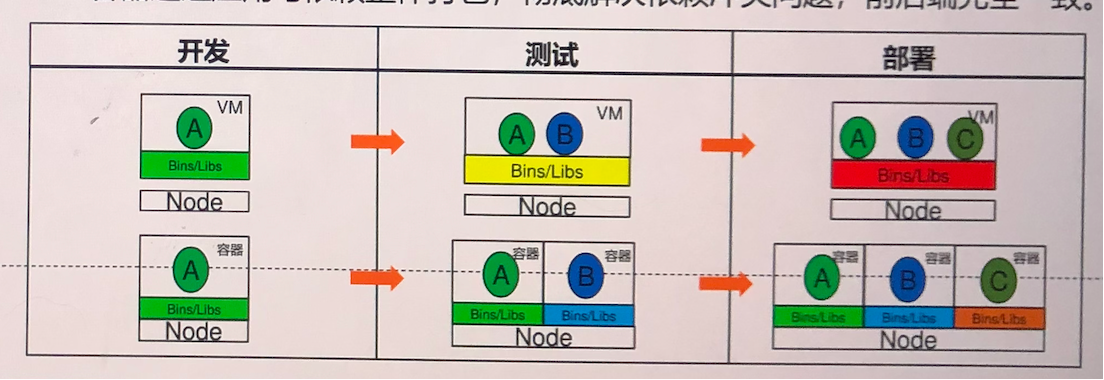 开发 测试 部署
VM VM VM
A A B A B C
Bins/Libs Bins/Libs Bins/Libs
Node Node Node
容器 容器 容器 容器 容器 容器
A A B A B C
Bins/Libs Bins/Libs Bins/Libs Bins/Libs Bins/Libs Bins/Libs
Node Node Node